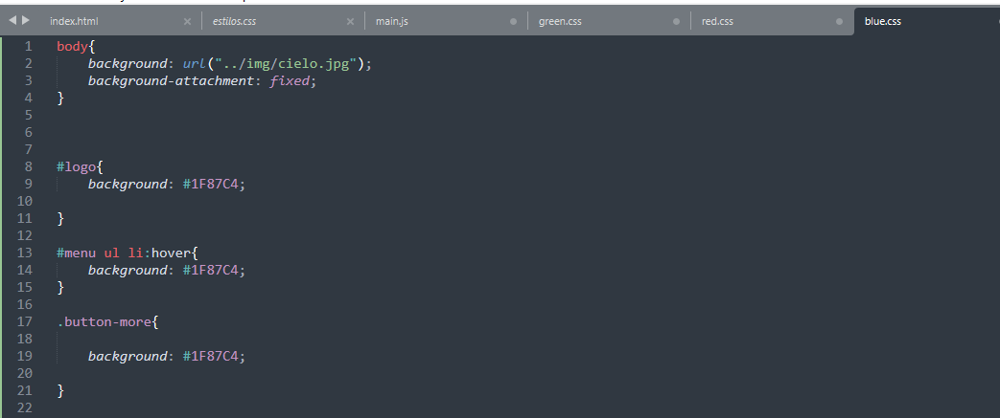 index.html estilos.css main.js green.css red.css blue.css
1 body{
2 background: url("../img/cielo.jpg");
3 background-attachment: fixed;
4 }
5
6
7
8 #logo{
9 background: #1F87C4;
10
11 }
12
13 #menu ul li:hover{
14 background: #1F87C4;
15 }
16
17 .button-more{
18
19 background: #1F87C4;
20
21 }
22